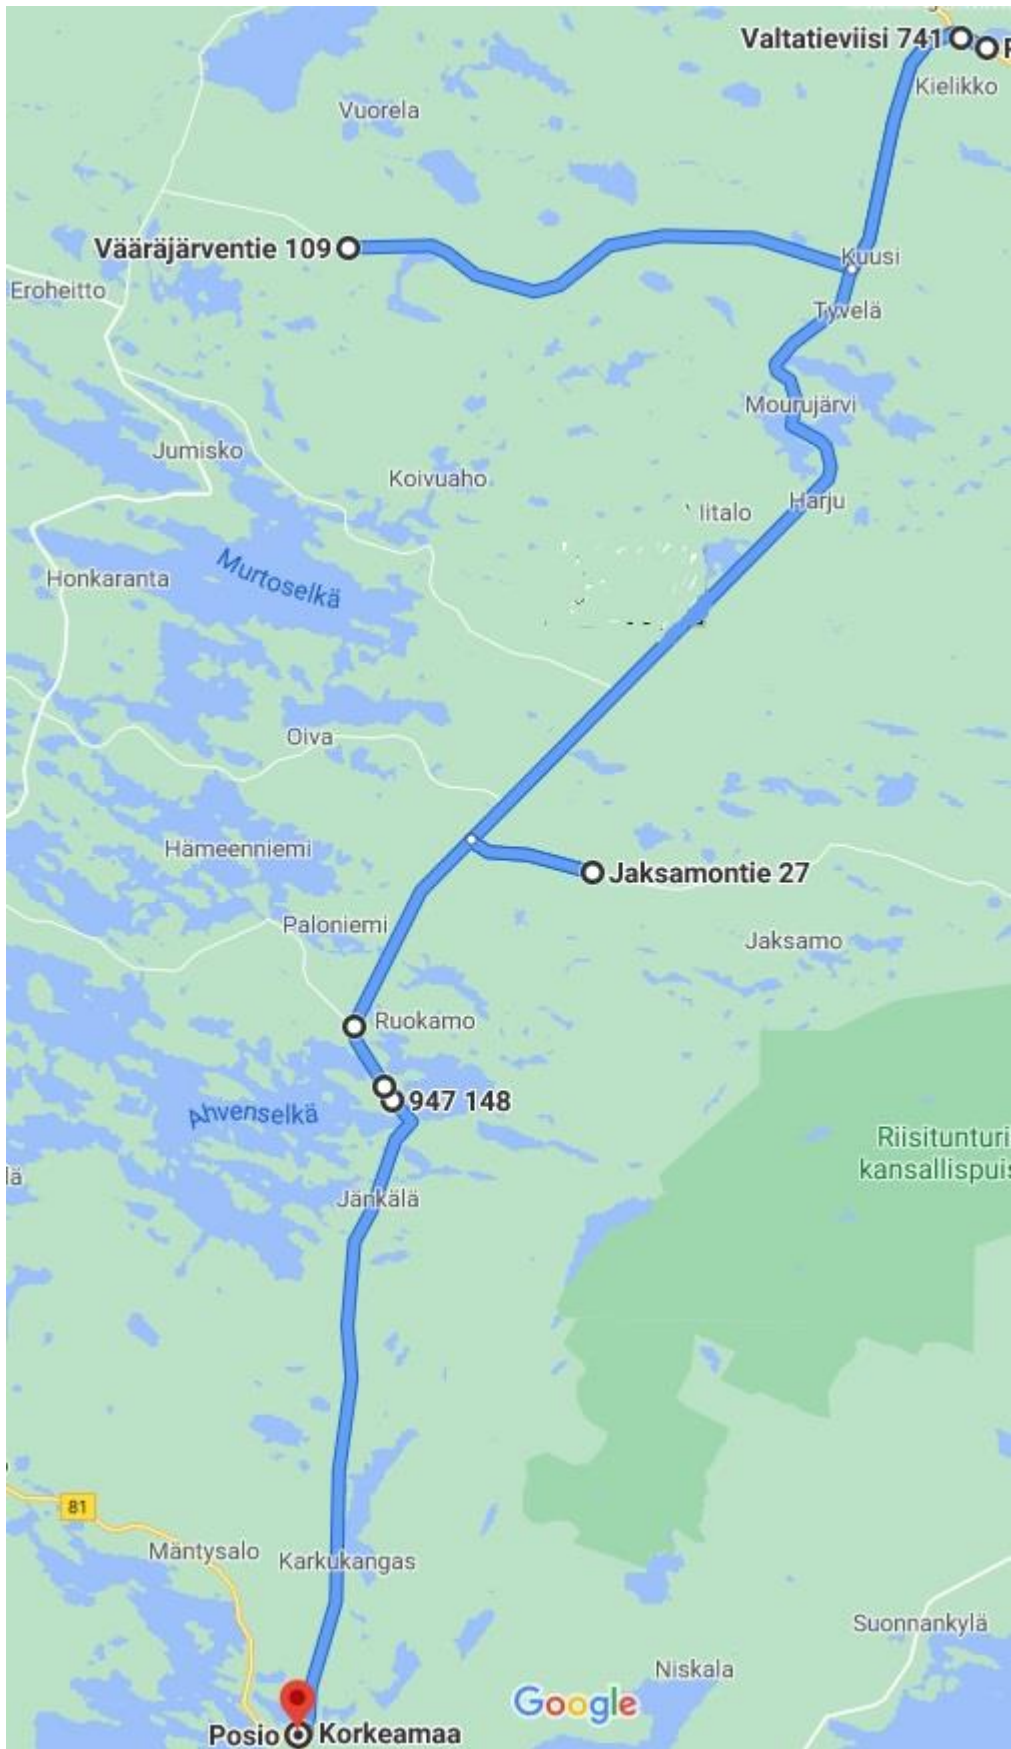 Valtatieviisi 741
Kielikko
Vuorela
Vääräjärventie 109
Kuusi
Eroheitto
Tyvelä
Mourujärvi
Jumisko
Koivuaho
Harju
Iitalo
Murtoselkä
Honkaranta
Oiva
Hämeenniemi
Jaksamontie 27
Paloniemi
Jaksamo
Ruokamo
947 148
Ahvenselkä
Riisitunturi
kansallispuis
lä
Jänkälä
81
Mäntysalo
Karkukangas
Suonnankylä
Niskala
Google
Posio
Korkeamaa